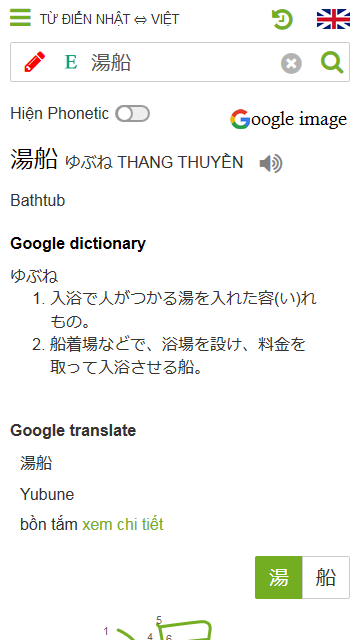 TỪ ĐIỂN NHẬT ⇔ VIỆT
E 湯船
Hiện Phonetic
Google image
湯船 ゆぶね THANG THUYỀN
Bathtub
Google dictionary
ゆぶね
1. 入浴で人がつかる湯を入れた容(い)れ
もの。
2. 船着場などで、浴場を設け、料金を
取って入浴させる船。
Google translate
湯船
Yubune
bồn tắm xem chi tiết
湯 船
5
1
4 6